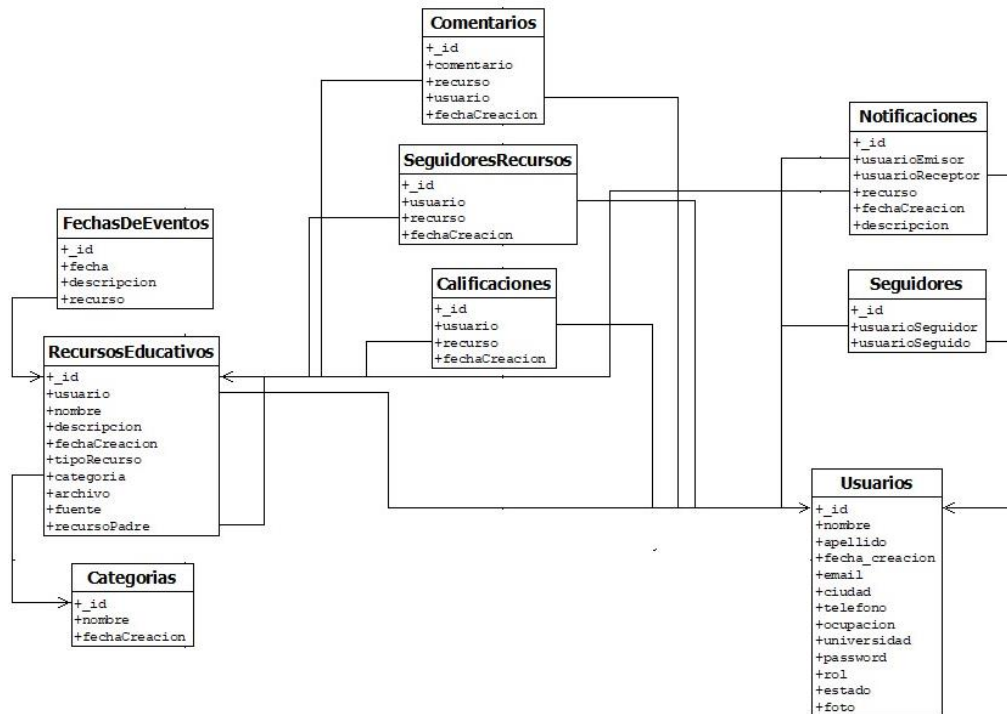 Comentarios
+_id
+comentario
+recurso
+usuario
+fechaCreacion
SeguidoresRecursos
+_id
+usuario
+recurso
+fechaCreacion
Calificaciones
+_id
+usuario
+recurso
+fechaCreacion
Notificaciones
+_id
+usuarioEmisor
+usuarioReceptor
+recurso
+fechaCreacion
+descripcion
Seguidores
+_id
+usuarioSeguidor
+usuarioSeguido
FechasDeEventos
+_id
+fecha
+descripcion
+recurso
RecursosEducativos
+_id
+usuario
+nombre
+descripcion
+fechaCreacion
+tipoRecurso
+categoria
+archivo
+fuente
+recursoPadre
Categorias
+_id
+nombre
+fechaCreacion
Usuarios
+_id
+nombre
+apellido
+fecha_creacion
+email
+ciudad
+telefono
+ocupacion
+universidad
+password
+rol
+estado
+foto